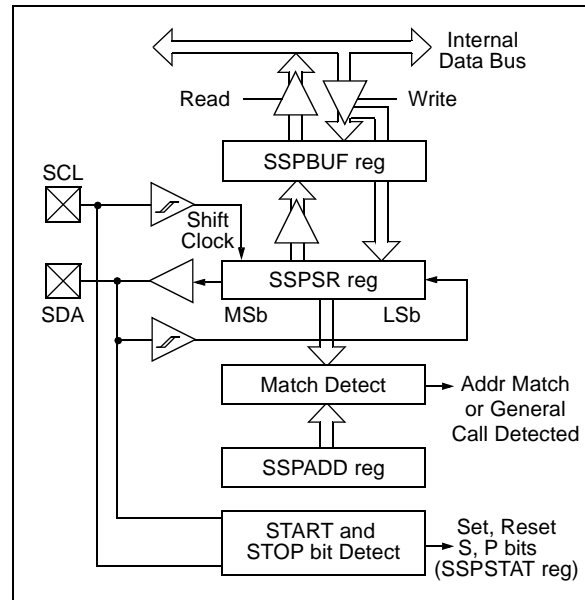 Internal
Data Bus
Read
Write
SSPBUF reg
SCL
Shift
Clock
SSPSR reg
SDA
MSb
LSb
Match Detect
Addr Match
or General
Call Detected
SSPADD reg
START and
STOP bit Detect
Set, Reset
S, P bits
(SSPSTAT reg)